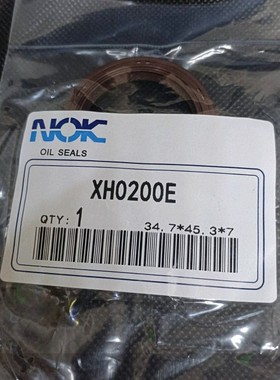 NOK
OIL SEALS
XH0200E
QTY: 1
34.7*45.3*7